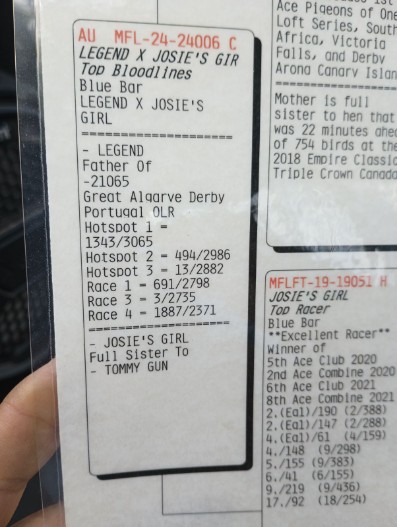 AU MFL-24-24006 C
LEGEND X JOSIE'S GIR
Top Bloodlines
Blue Bar
LEGEND X JOSIE'S
GIRL
====================
- LEGEND
Father Of
-21065
Great Algarve Derby
Portugal OLR
Hotspot 1 =
1343/3065
Hotspot 2 = 494/2986
Hotspot 3 = 13/2882
Race 1 = 691/2798
Race 3 = 3/2735
Race 4 = 1887/2371
====================
- JOSIE'S GIRL
Full Sister To
- TOMMY GUN
Ace Pigeons of One
Loft Series, South
Africa, Victoria
Falls, and Derby
Arona Canary Islan
====================
Mother is full
sister to hen that
was 22 minutes ahea
of 754 birds at the
2018 Empire Classic
Triple Crown Canada
MFLFT-19-19051 H
JOSIE'S GIRL
Top Racer
Blue Bar
**Excellent Racer**
Winner of
5th Ace Club 2020
2nd Ace Combine 2020
6th Ace Club 2021
8th Ace Combine 2021
2.(Eql)/190 (2/388)
2.(Eql)/147 (2/288)
4.(Eql)/61 (4/159)
4./148 (9/298)
5./155 (9/383)
6./41 (6/155)
9./219 (9/436)
17./92 (18/254)